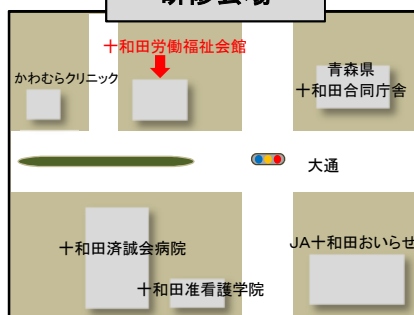 研修会場
十和田労働福祉会館
かわむらクリニック
青森県
十和田合同庁舎
大通
十和田済誠会病院
JA十和田おいらせ
十和田准看護学院